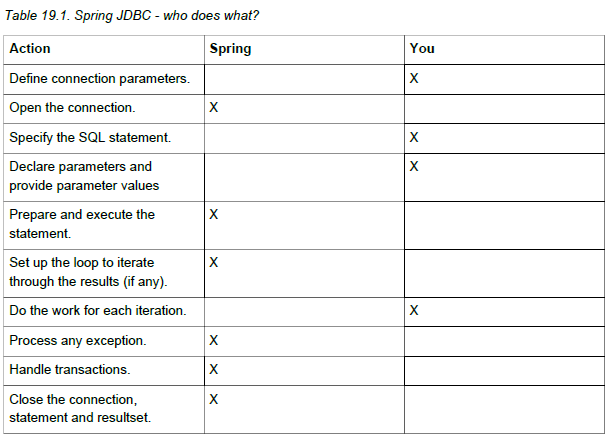 Table 19.1. Spring JDBC - who does what?
Action Spring You
Define connection parameters. X
Open the connection. X
Specify the SQL statement. X
Declare parameters and X
provide parameter values
Prepare and execute the X
statement.
Set up the loop to iterate X
through the results (if any).
Do the work for each iteration. X
Process any exception. X
Handle transactions. X
Close the connection, X
statement and resultset.